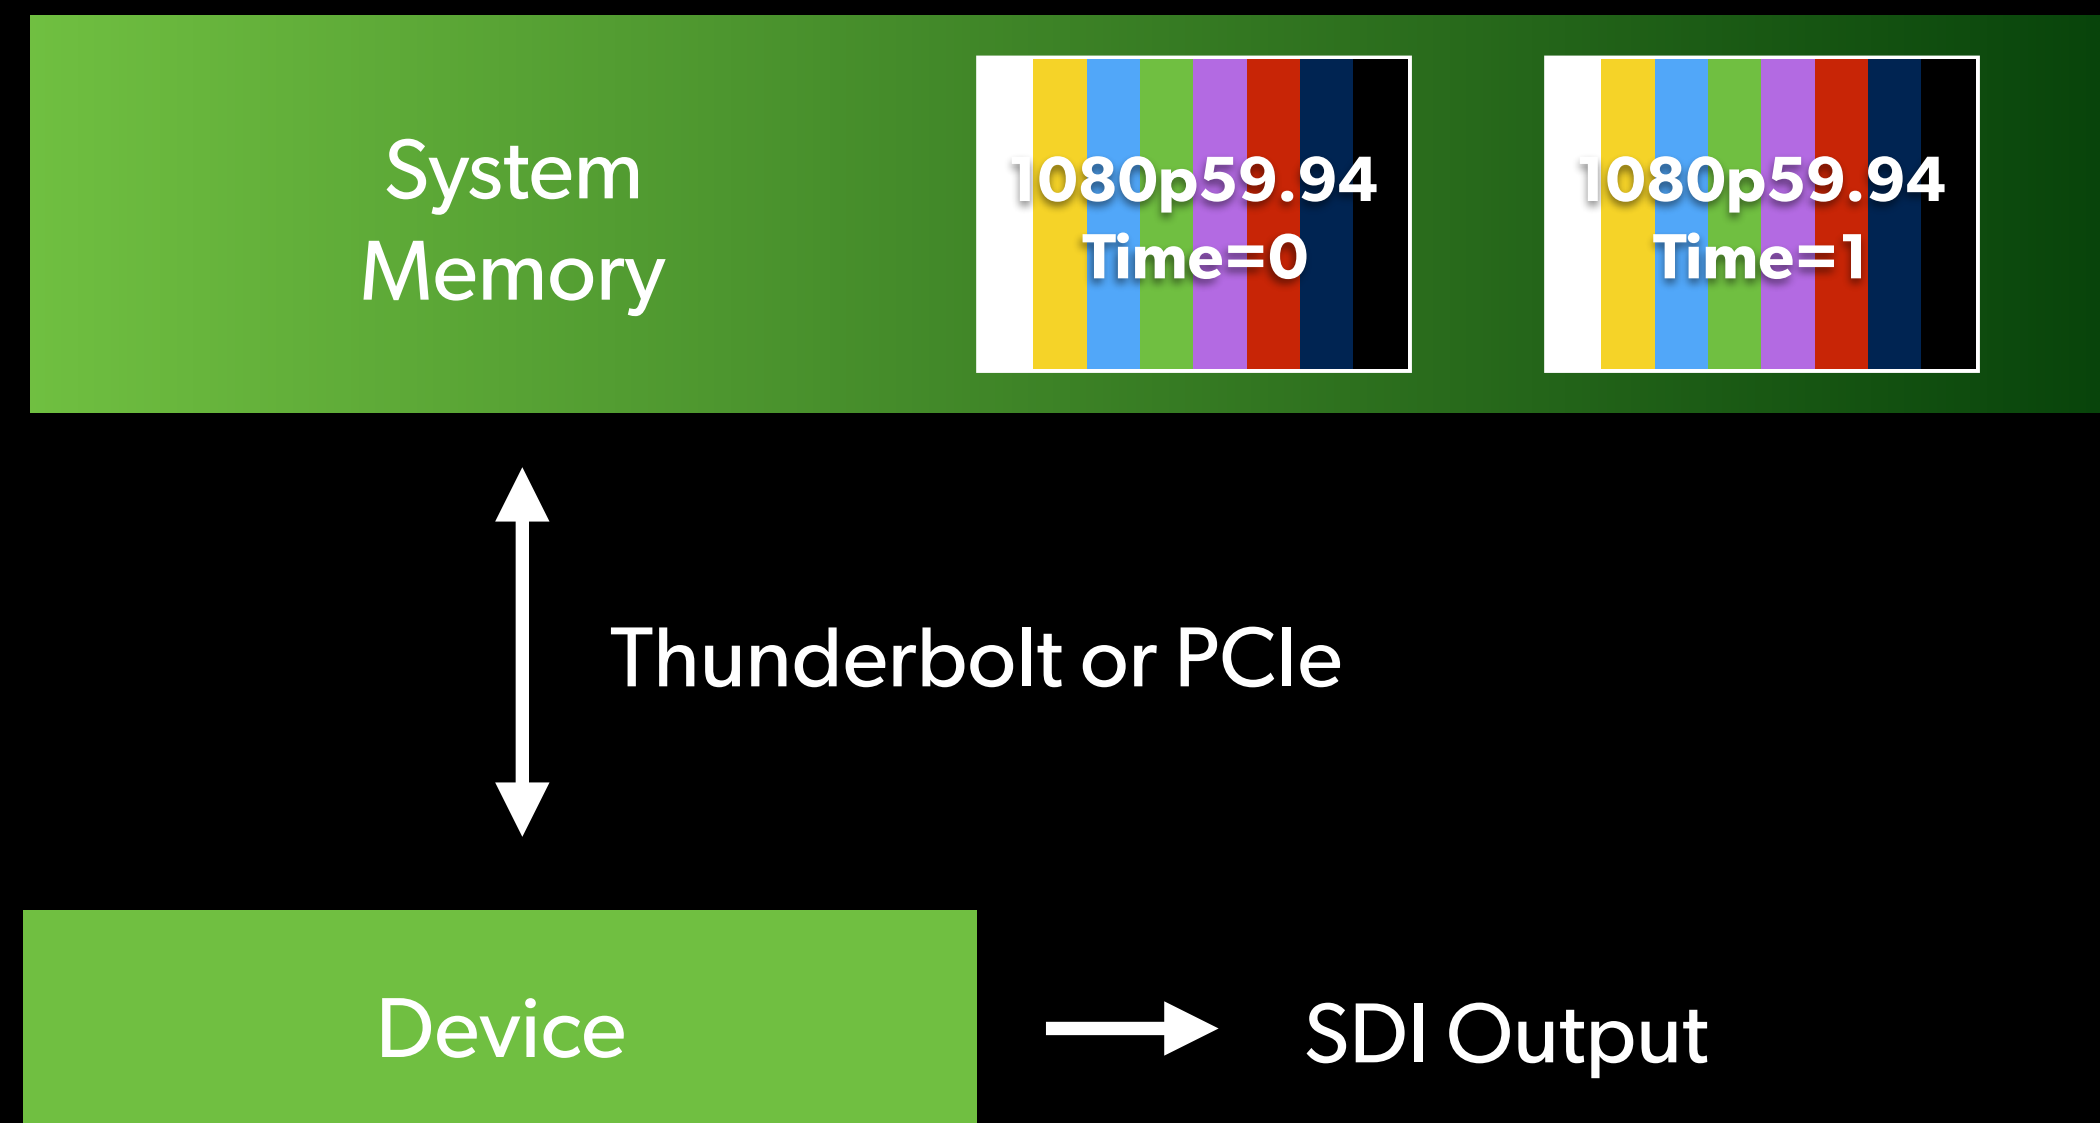 System
Memory
1080p59.94
Time=0
1080p59.94
Time=1
Thunderbolt or PCIe
Device
SDI Output